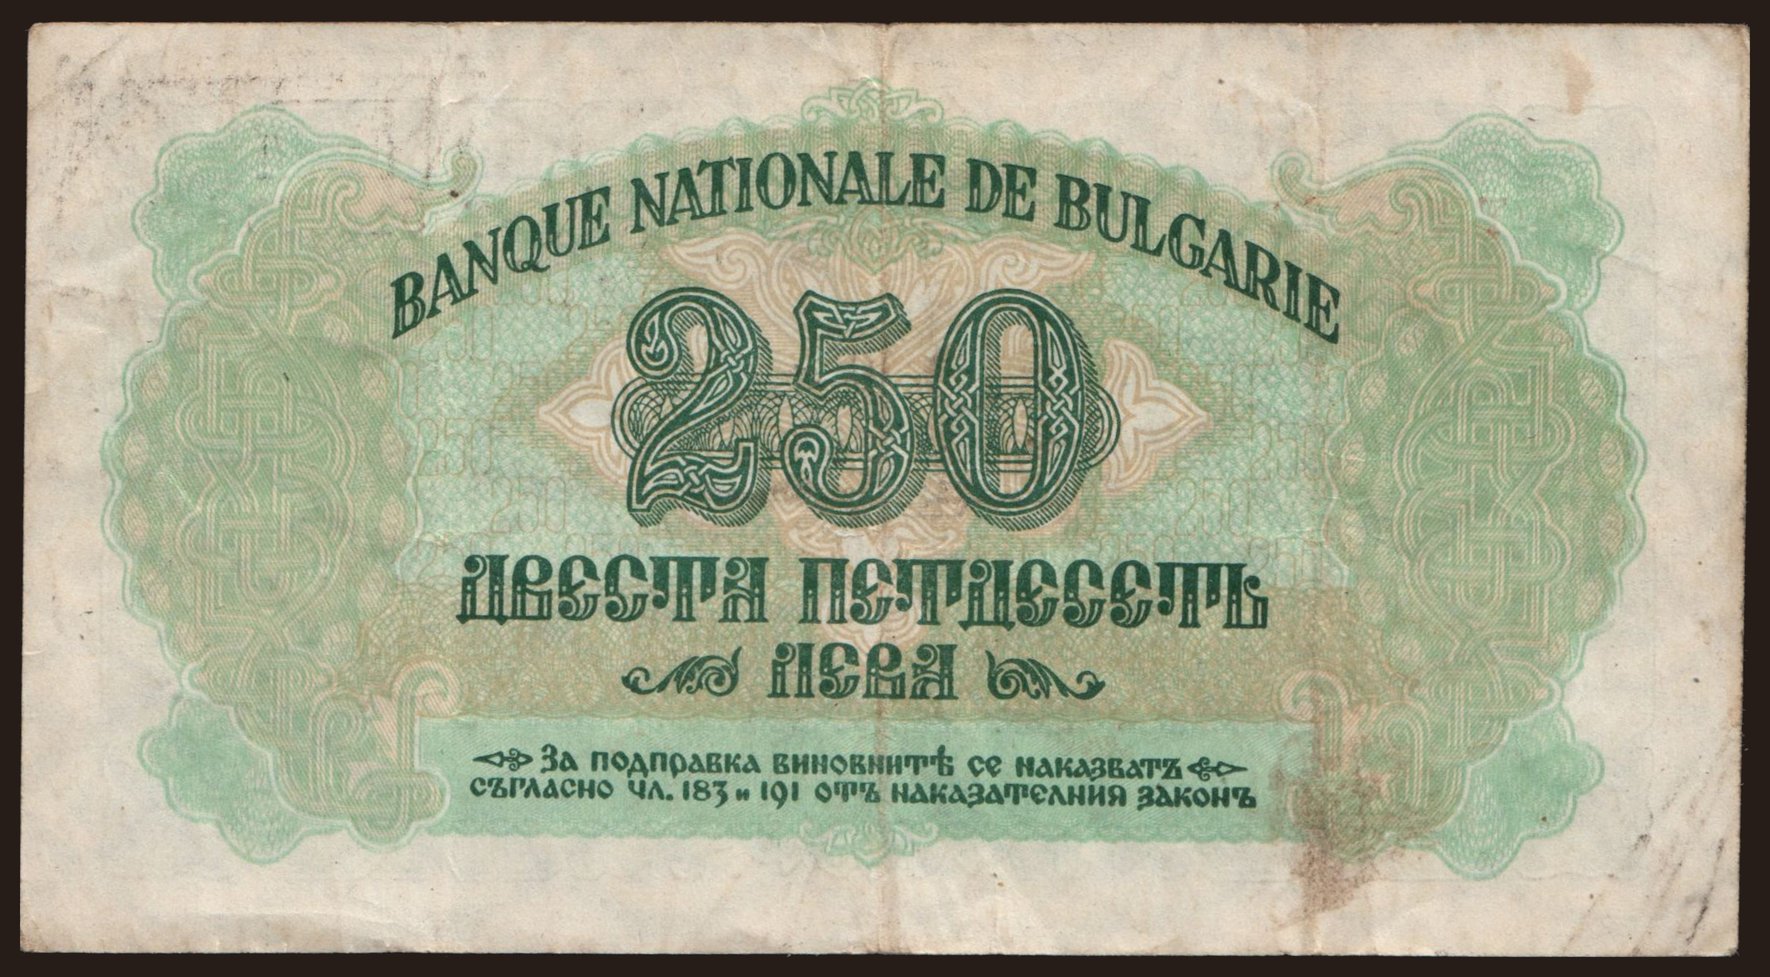 BANQUE NATIONALE DE BULGARIE
250
ДВЕСТА ПЕТДЕСЕТЬ
ЛЕВА
ЗА ПОДПРАВКА ВИНОВНИТѢ СЕ НАКАЗВАТЪ
СЪГЛАСНО ЧЛ. 183 и 191 ОТЪ НАКАЗАТЕЛНИЯ ЗАКОНЪ